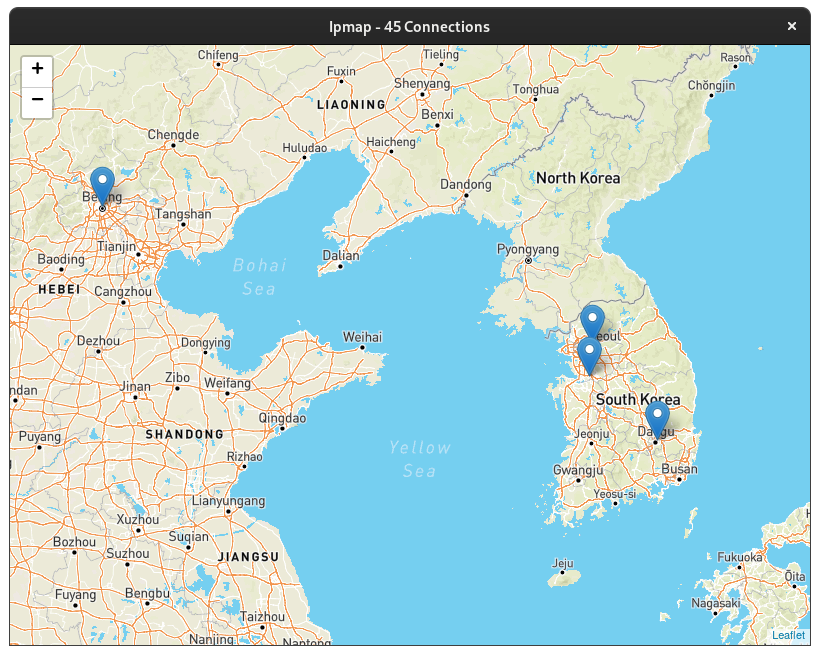 Ipmap - 45 Connections
×
+
−
Chifeng
Tieling
Rason
Fuxin
Shenyang
Tonghua
Chŏngjin
LIAONING
Benxi
Chengde
Haicheng
Huludao
North Korea
Dandong
Beijing
Tangshan
Tianjin
Pyongyang
Dalian
Baoding
Bohai
Sea
HEBEI
Cangzhou
Seoul
Weihai
Dezhou
Dongying
Zibo
Weifang
Jinan
ndan
South Korea
Qingdao
Puyang
SHANDONG
Jeonju
Daegu
Yellow
Sea
Rizhao
Gwangju
Busan
Yeosu-si
Lianyungang
Xuzhou
Suqian
Bozhou
Suzhou
JIANGSU
Fukuoka
Jeju
Ōita
Fuyang
Bengbu
Nagasaki
Taizhou
Nanjing
Nantong
Leaflet